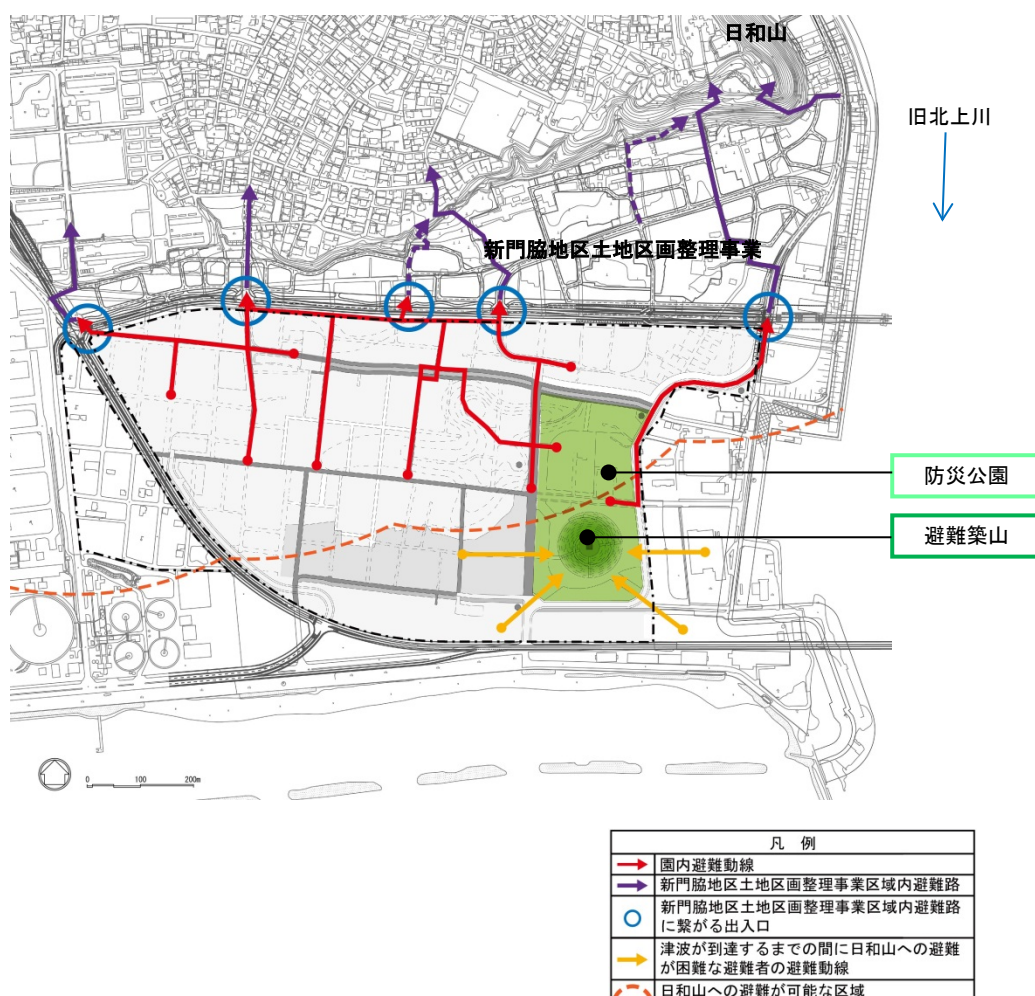 日和山
旧北上川
新門脇地区土地区画整理事業
防災公園
避難築山
0 100 200m
凡 例
園内避難動線
新門脇地区土地区画整理事業区域内避難路
新門脇地区土地区画整理事業区域内避難路
に繋がる出入口
津波が到達するまでの間に日和山への避難
が困難な避難者の避難動線
日和山への避難が可能な区域